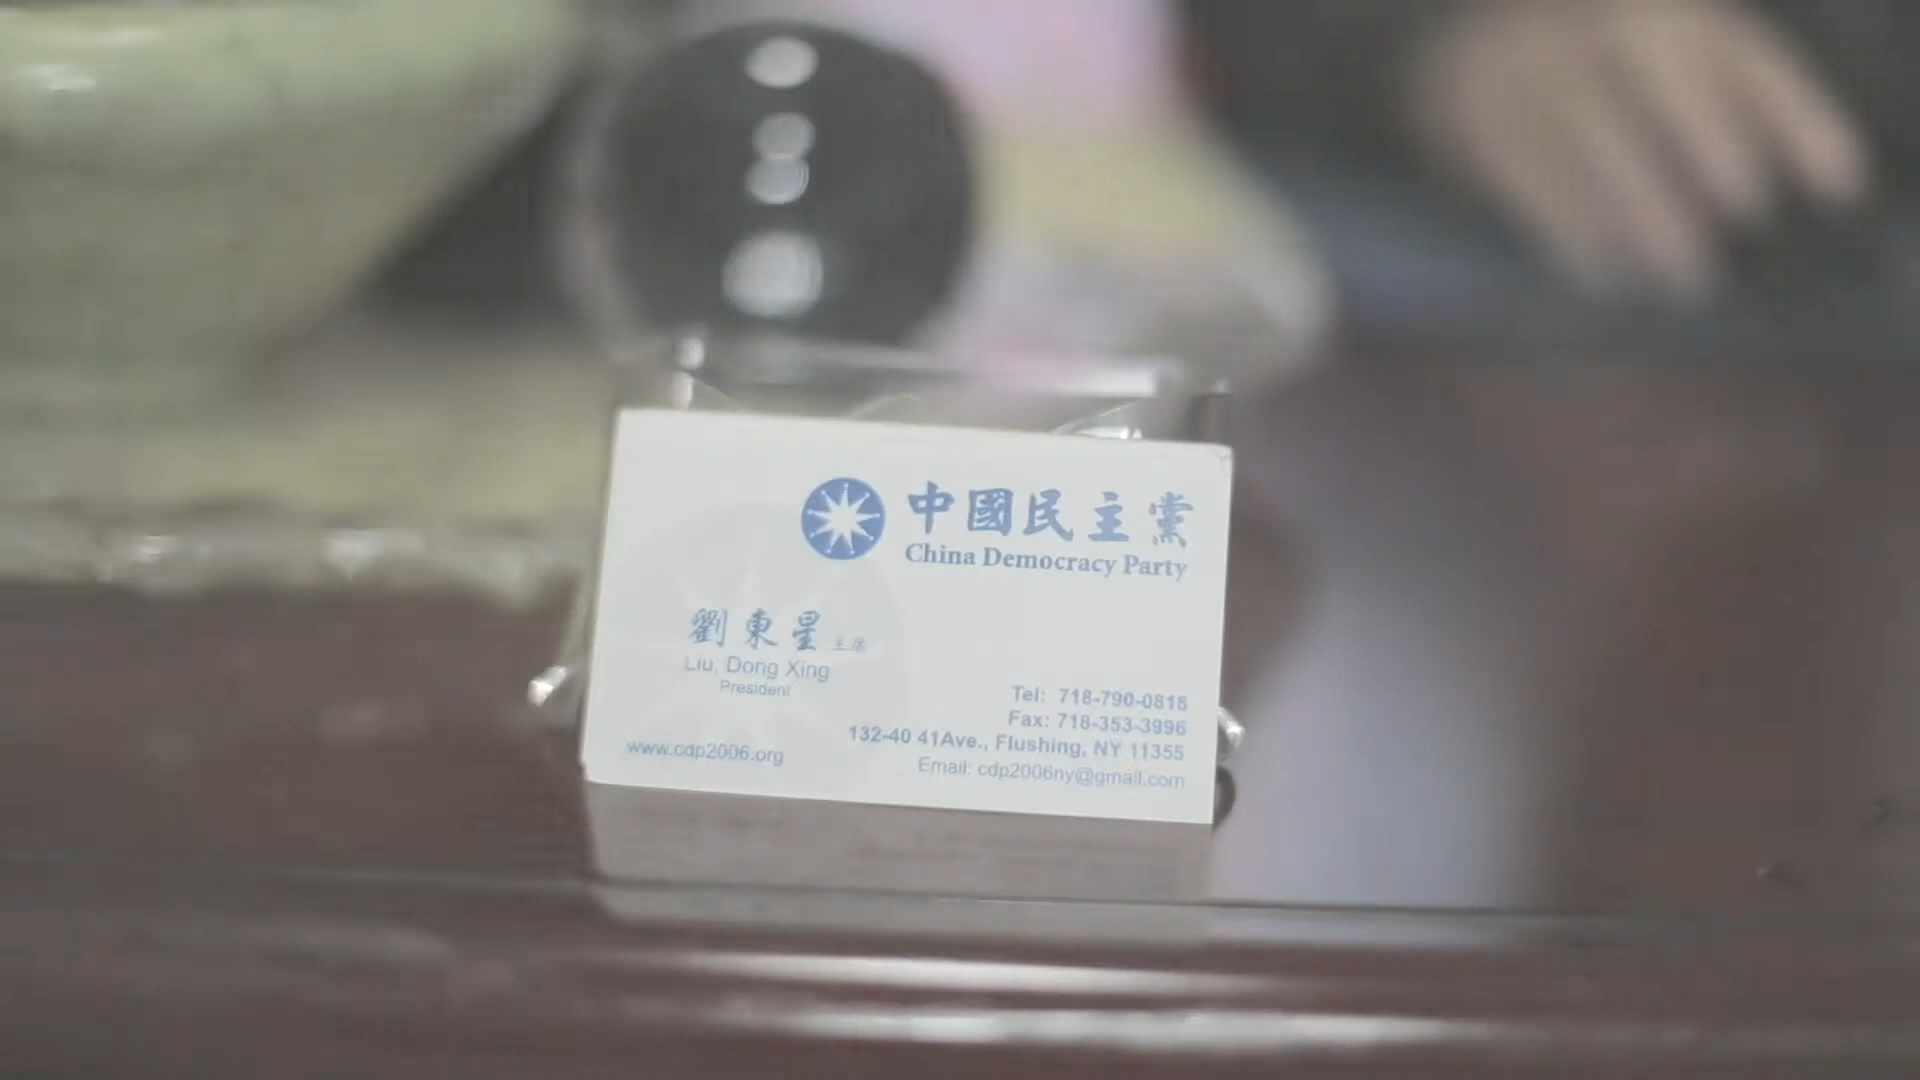 中國民主黨
China Democracy Party
劉東星 主席
Liu, Dong Xing
President
Tel: 718-790-0818
Fax: 718-353-3996
132-40 41Ave., Flushing, NY 11355
www.cdp2006.org
Email: cdp2006ny@gmail.com